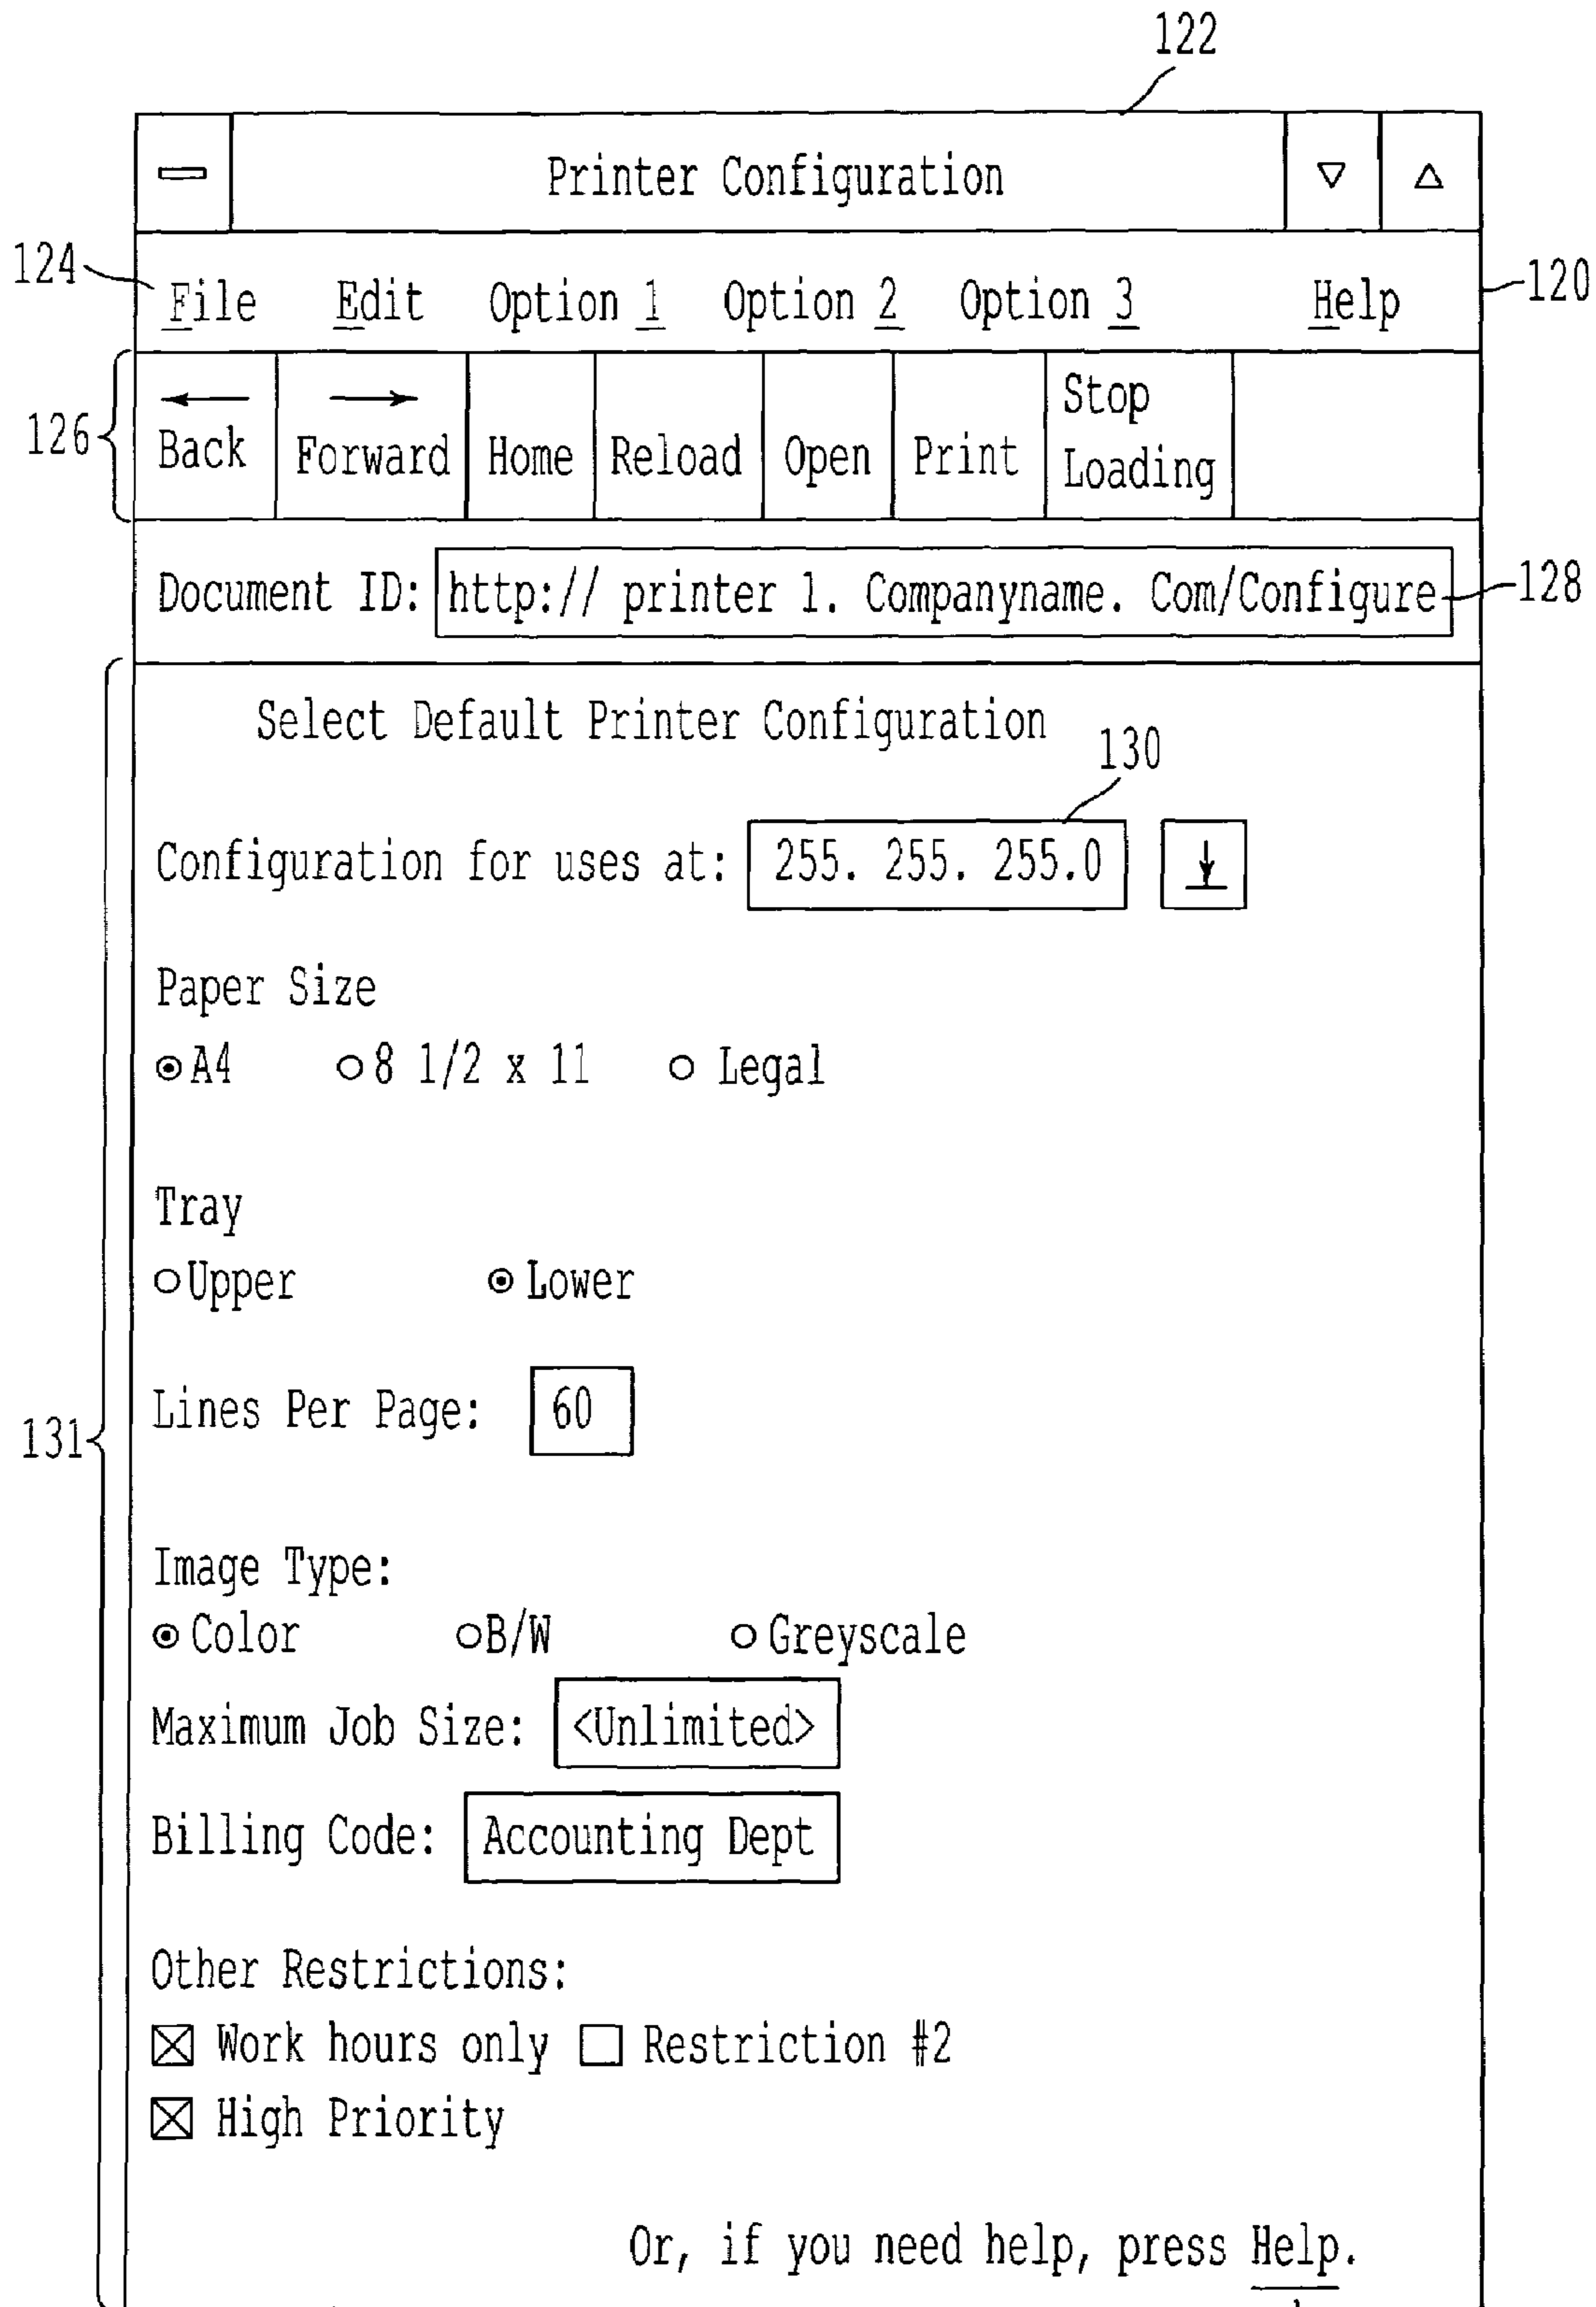 122
Printer Configuration
124
File Edit Option 1 Option 2 Option 3 Help
120
126
Back Forward Home Reload Open Print Stop Loading
Document ID: http:// printer 1. Companyname. Com/Configure
128
Select Default Printer Configuration
130
Configuration for uses at: 255. 255. 255.0
Paper Size
A4 8 1/2 x 11 Legal
Tray
Upper Lower
131
Lines Per Page: 60
Image Type:
Color B/W Greyscale
Maximum Job Size: <Unlimited>
Billing Code: Accounting Dept
Other Restrictions:
Work hours only Restriction #2
High Priority
Or, if you need help, press Help.